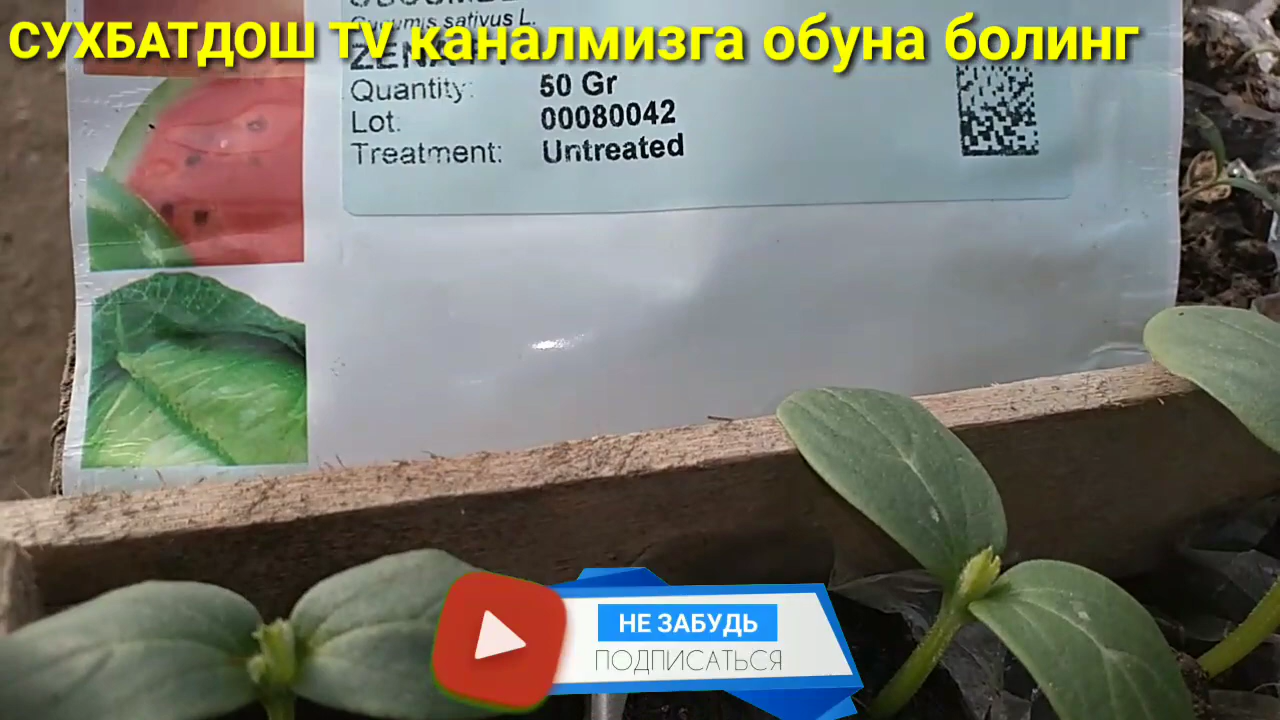 СУХБАТДОШ TV каналмизга обуна болинг
Cucumis sativus L.
Quantity: 50 Gr
Lot. 00080042
Treatment: Untreated
НЕ ЗАБУДЬ
ПОДПИСАТЬСЯ